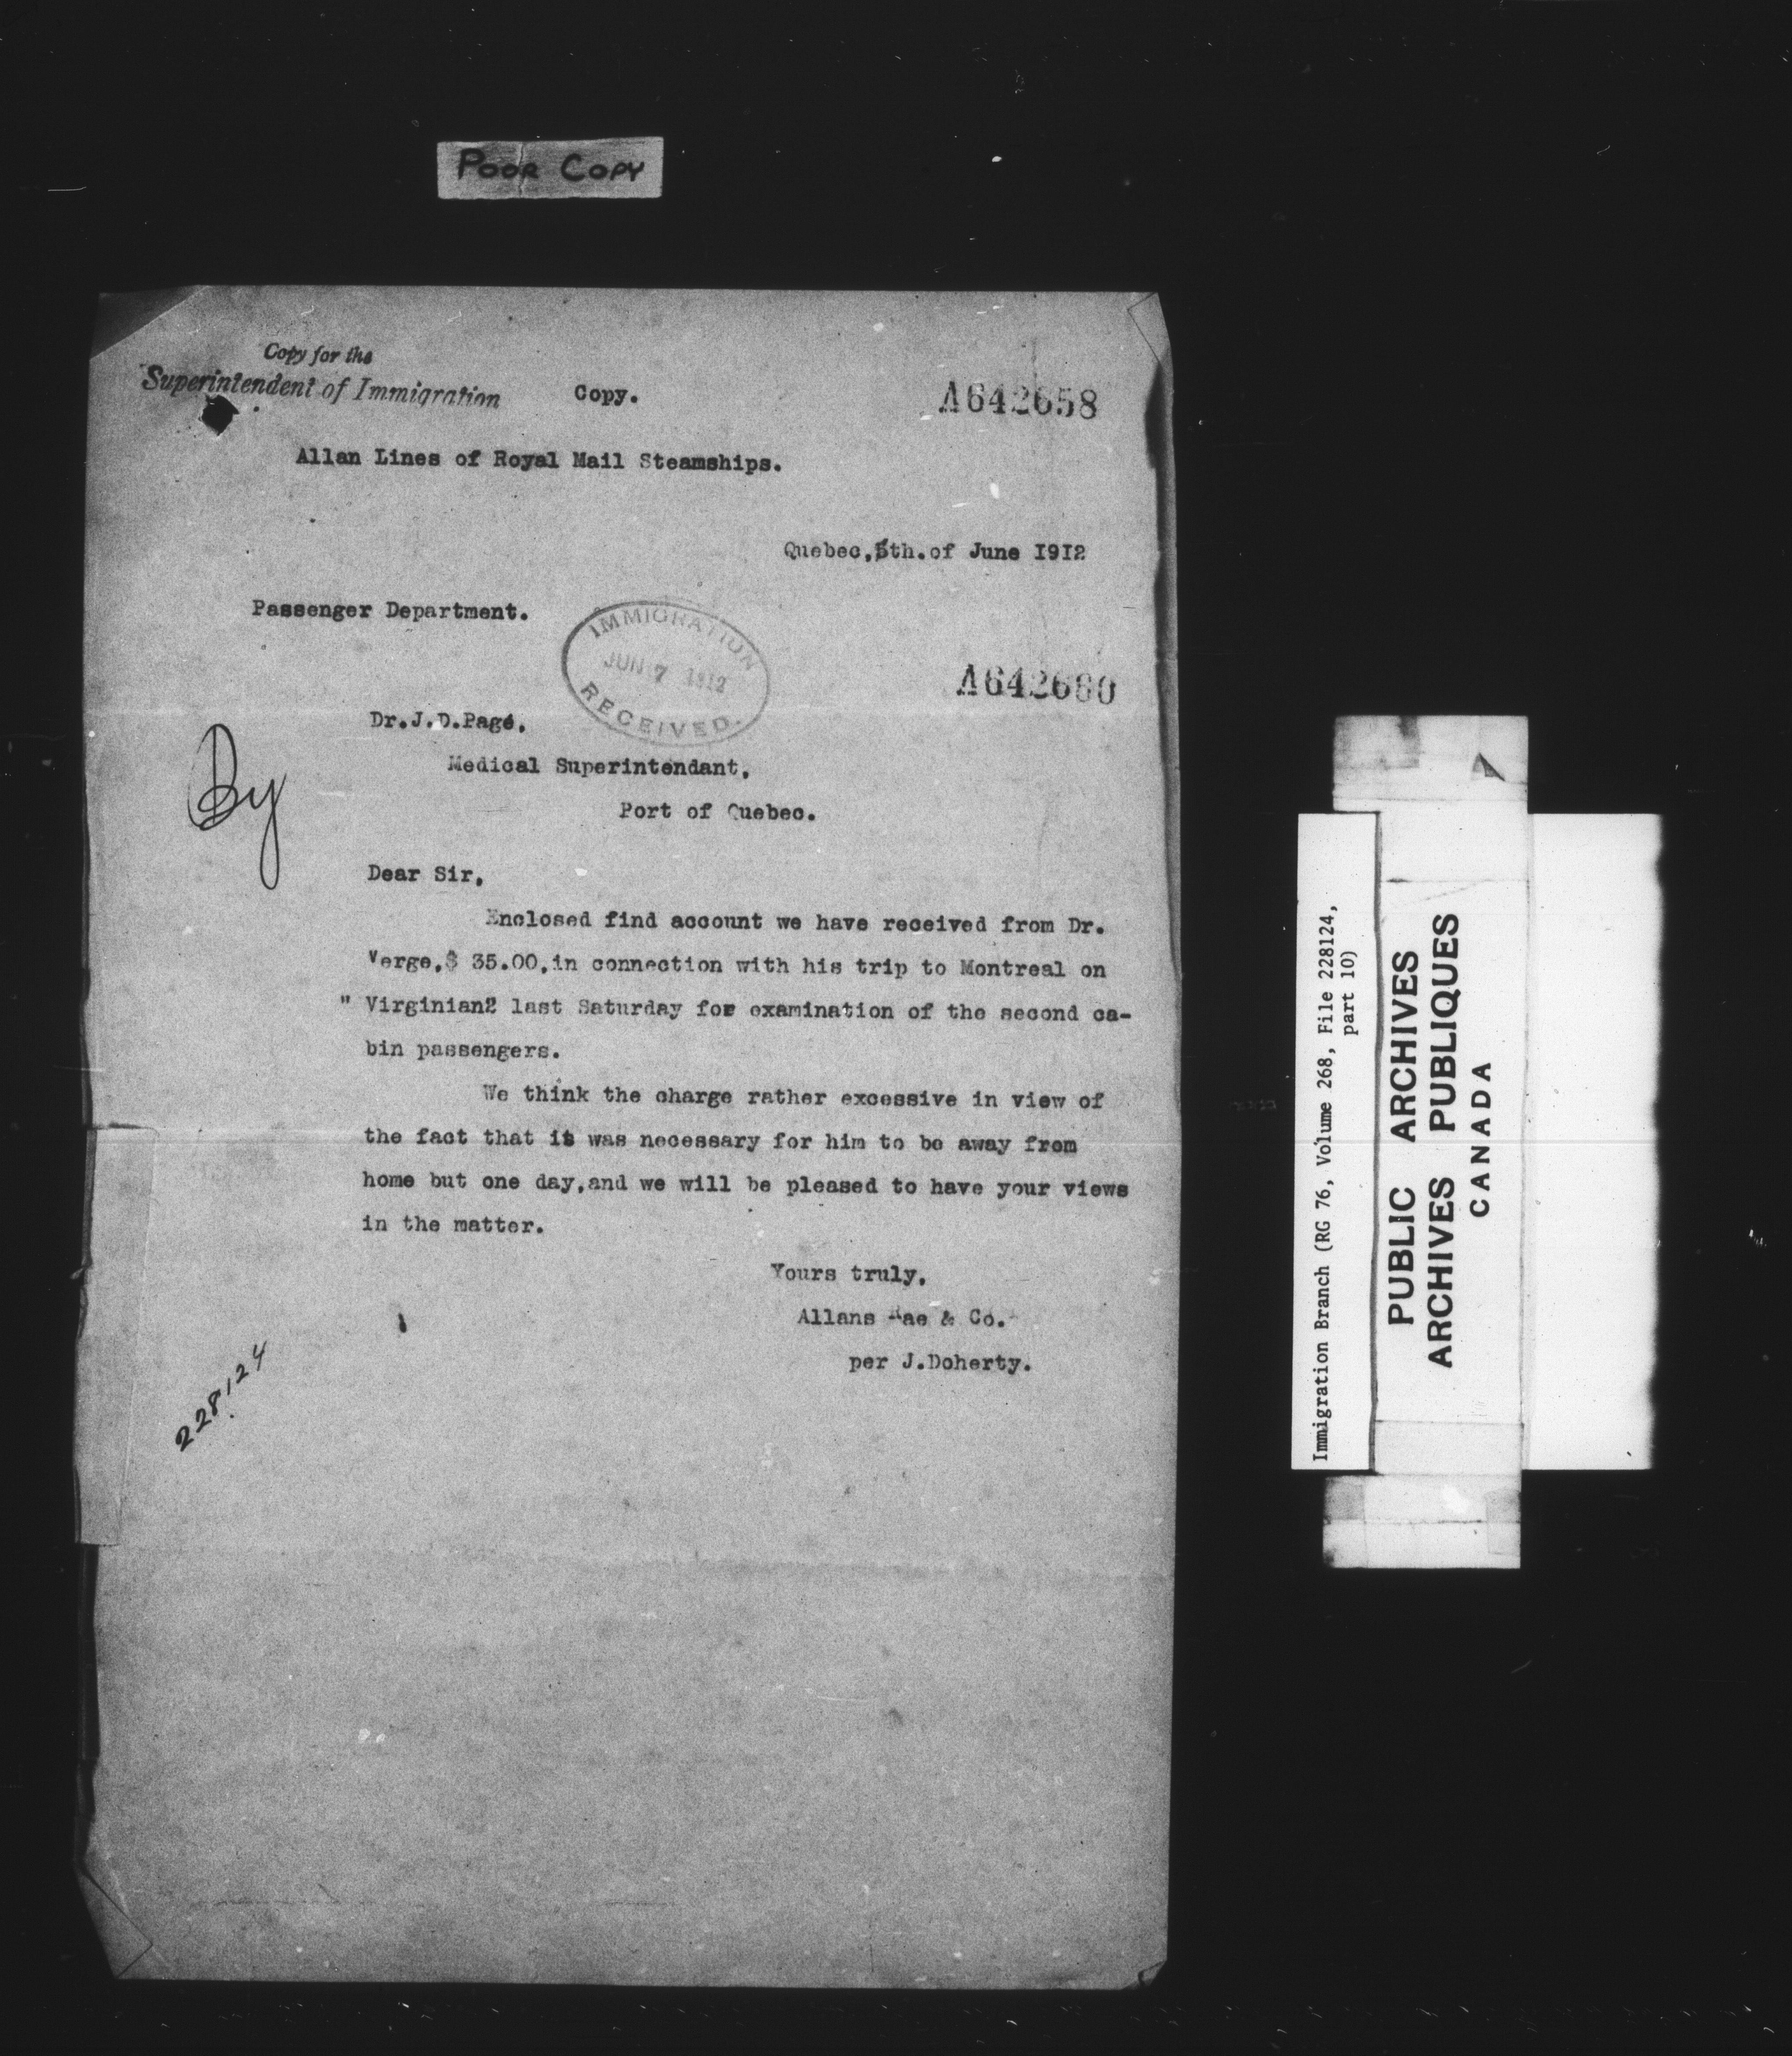 POOR COPY
Copy for the
Superintendent of Immigration
Copy.
A642658
Allan Lines of Royal Mail Steamships.
Quebec,5th.of June 1912
Passenger Department.
IMMIGRATION
JUN 7 1912
RECEIVED.
A642660
Dr.J.D.Pagé,
Medical Superintendant,
Port of Quebec.
By
Dear Sir,
Enclosed find account we have received from Dr.
Verge,$ 35.00,in connection with his trip to Montreal on
" Virginian2 last Saturday for examination of the second ca-
bin passengers.
We think the charge rather excessive in view of
the fact that it was necessary for him to be away from
home but one day,and we will be pleased to have your views
in the matter.
Yours truly,
Allans Rae & Co.
per J.Doherty.
228124
Immigration Branch (RG 76, Volume 268, File 228124,
part 10)
PUBLIC ARCHIVES
ARCHIVES PUBLIQUES
CANADA